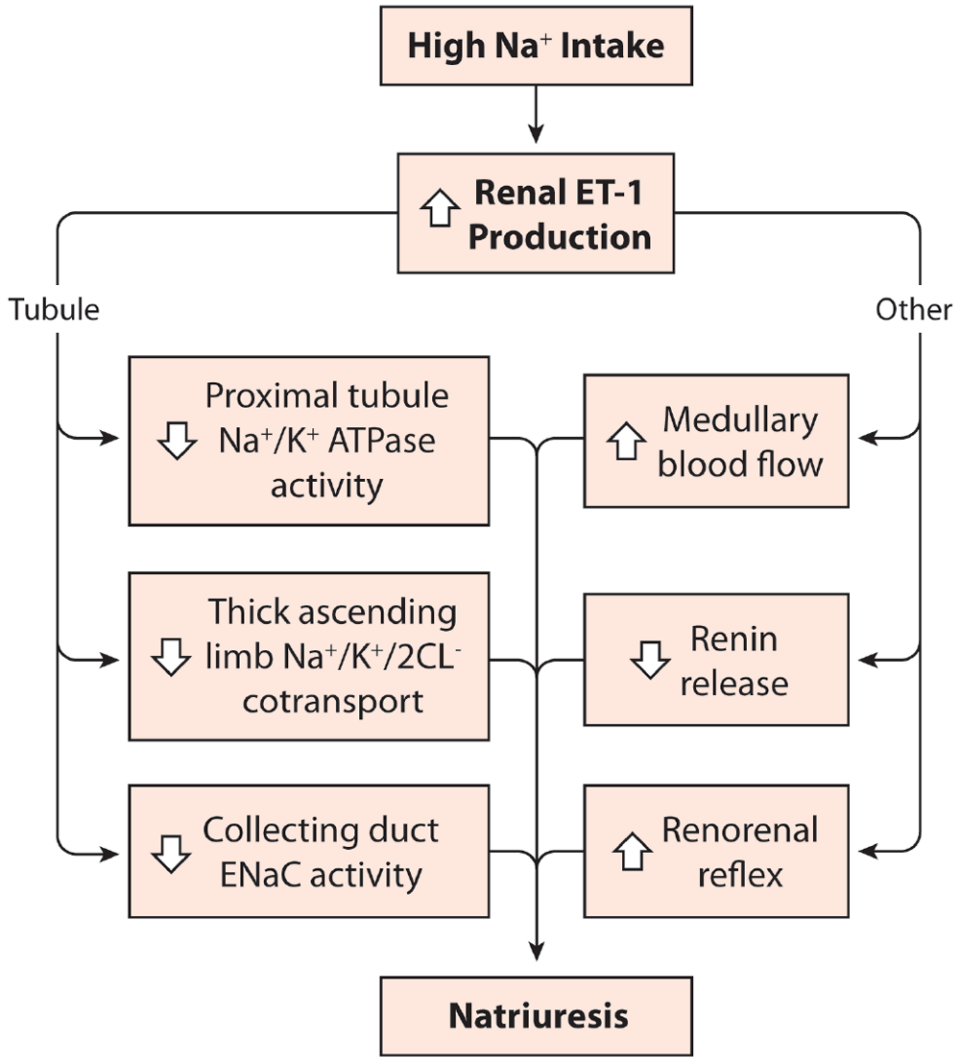 High Na⁺ Intake
Renal ET-1
Production
Tubule
Other
Proximal tubule
Na⁺/K⁺ ATPase
activity
Medullary
blood flow
Thick ascending
limb Na⁺/K⁺/2CL⁻
cotransport
Renin
release
Collecting duct
ENaC activity
Renorenal
reflex
Natriuresis